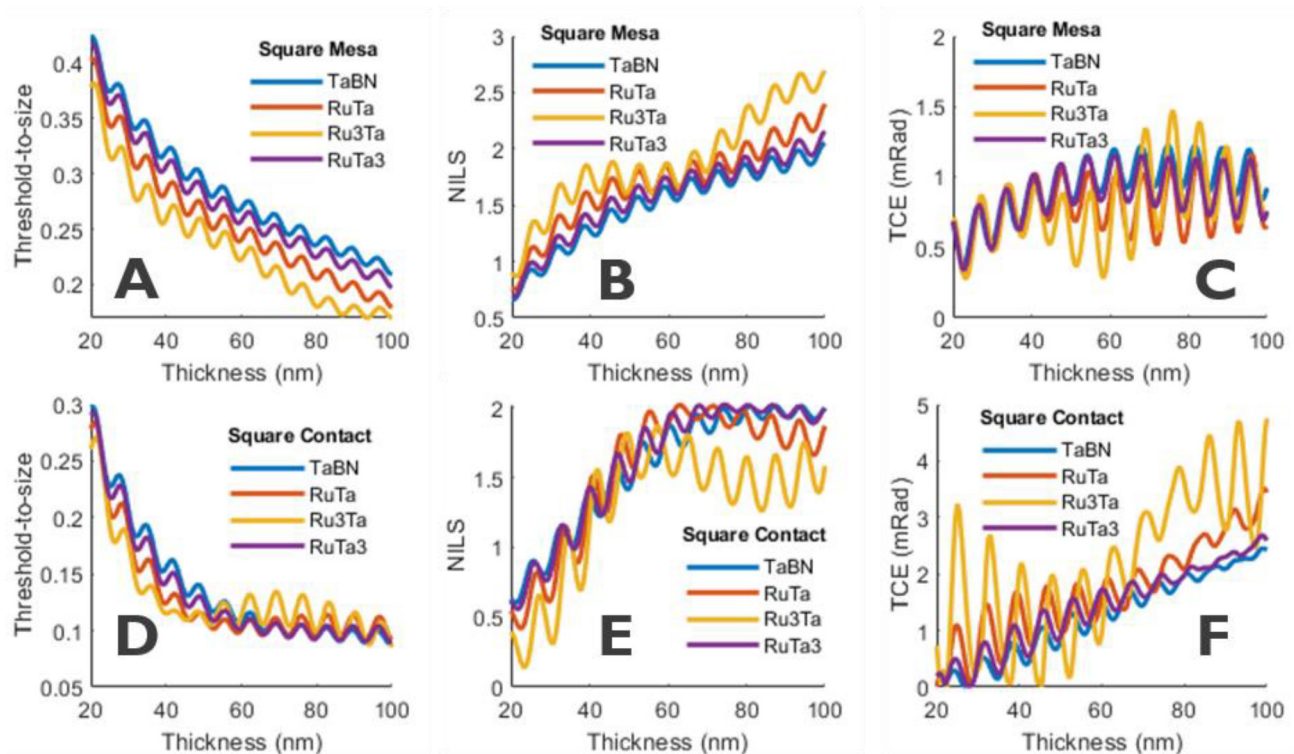 Square Mesa
TaBN
RuTa
Ru3Ta
RuTa3
Threshold-to-size
0.4
0.35
0.3
0.25
0.2
A
20 40 60 80 100
Thickness (nm)
Square Mesa
TaBN
RuTa
Ru3Ta
RuTa3
NILS
3
2.5
2
1.5
1
0.5
B
20 40 60 80 100
Thickness (nm)
Square Mesa
TaBN
RuTa
Ru3Ta
RuTa3
TCE (mRad)
2
1.5
1
0.5
0
C
20 40 60 80 100
Thickness (nm)
Square Contact
TaBN
RuTa
Ru3Ta
RuTa3
Threshold-to-size
0.3
0.25
0.2
0.15
0.1
0.05
D
20 40 60 80 100
Thickness (nm)
NILS
2
1.5
1
0.5
0
Square Contact
TaBN
RuTa
Ru3Ta
RuTa3
E
20 40 60 80 100
Thickness (nm)
Square Contact
TaBN
RuTa
Ru3Ta
RuTa3
TCE (mRad)
5
4
3
2
1
0
F
20 40 60 80 100
Thickness (nm)